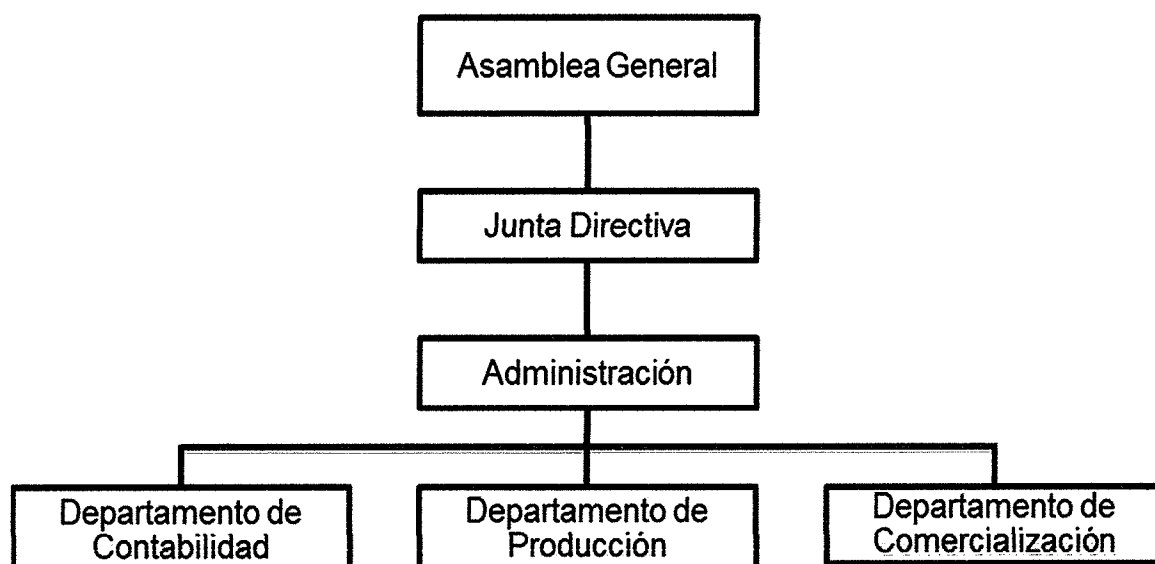 Asamblea General
Junta Directiva
Administración
Departamento de
Contabilidad
Departamento de
Producción
Departamento de
Comercialización